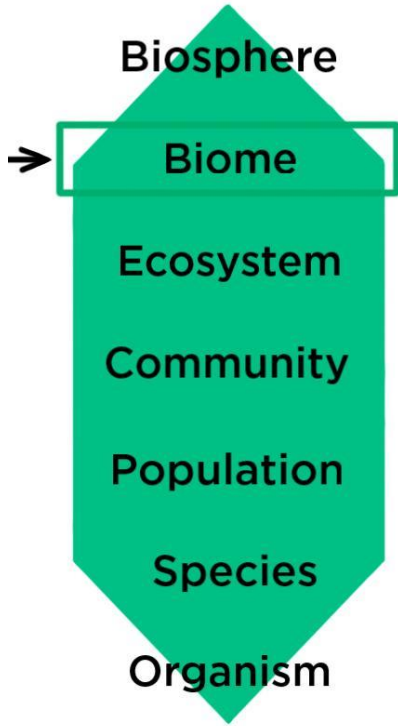 Biosphere
Biome
Ecosystem
Community
Population
Species
Organism